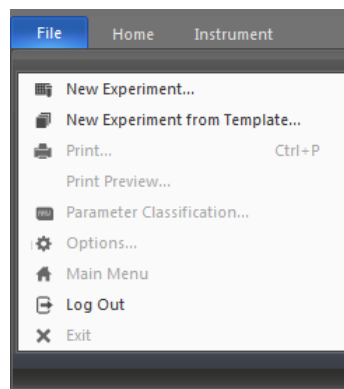 File Home Instrument
New Experiment...
New Experiment from Template...
Print... Ctrl+P
Print Preview...
Parameter Classification...
Options...
Main Menu
Log Out
Exit